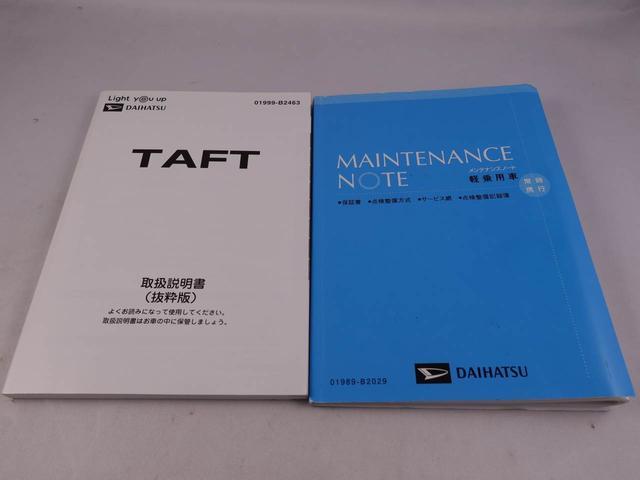 Light you up
DAIHATSU
01999-B2463
TAFT
取扱説明書
（抜粋版）
よくお読みになって使用してください。
取扱説明書はお車の中に保管しましょう。
MAINTENANCE
NOTE
メンテナンスノート
軽乗用車
常時
携行
●保証書 ●点検整備方式 ●サービス網 ●点検整備記録簿
01989-B2029
DAIHATSU